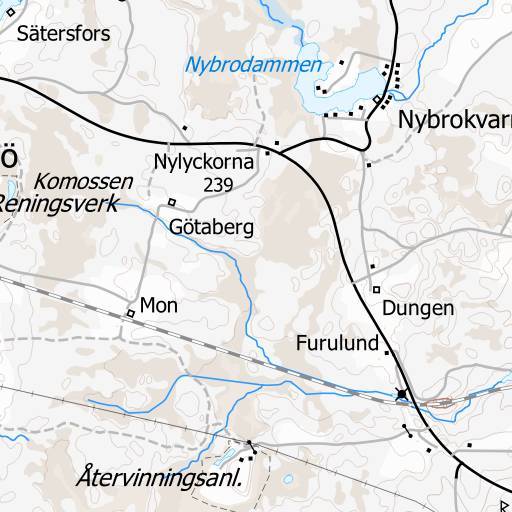 Sätersfors
Nybrodammen
Nybrokvarn
ö
Nylyckorna
239
Komossen
Reningsverk
Götaberg
Mon
Dungen
Furulund
Återvinningsanl.